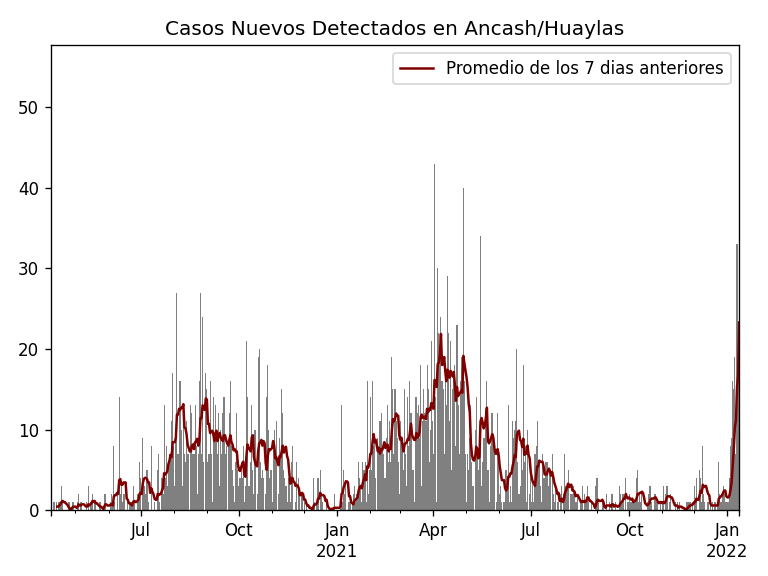 Casos Nuevos Detectados en Ancash/Huaylas
Promedio de los 7 dias anteriores
50
40
30
20
10
0
Jul
Oct
Jan
2021
Apr
Jul
Oct
Jan
2022